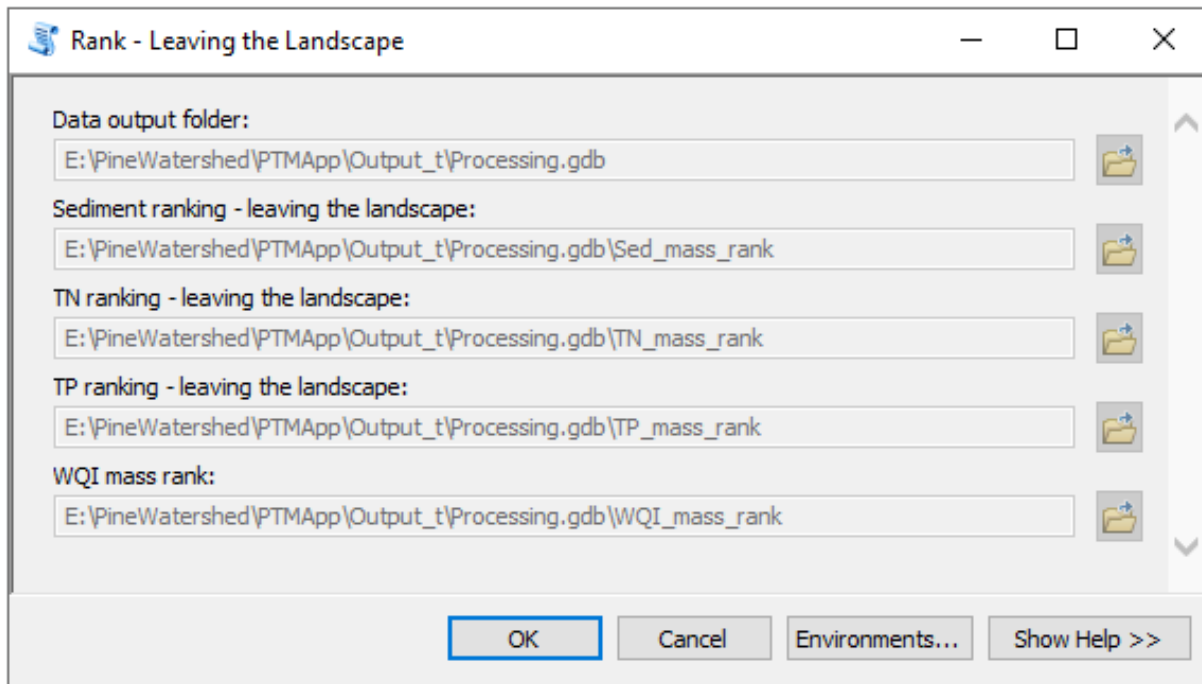 Rank - Leaving the Landscape
Data output folder:
E:\PineWatershed\PTMApp\Output_t\Processing.gdb
Sediment ranking - leaving the landscape:
E:\PineWatershed\PTMApp\Output_t\Processing.gdb\Sed_mass_rank
TN ranking - leaving the landscape:
E:\PineWatershed\PTMApp\Output_t\Processing.gdb\TN_mass_rank
TP ranking - leaving the landscape:
E:\PineWatershed\PTMApp\Output_t\Processing.gdb\TP_mass_rank
WQI mass rank:
E:\PineWatershed\PTMApp\Output_t\Processing.gdb\WQI_mass_rank
OK Cancel Environments... Show Help >>